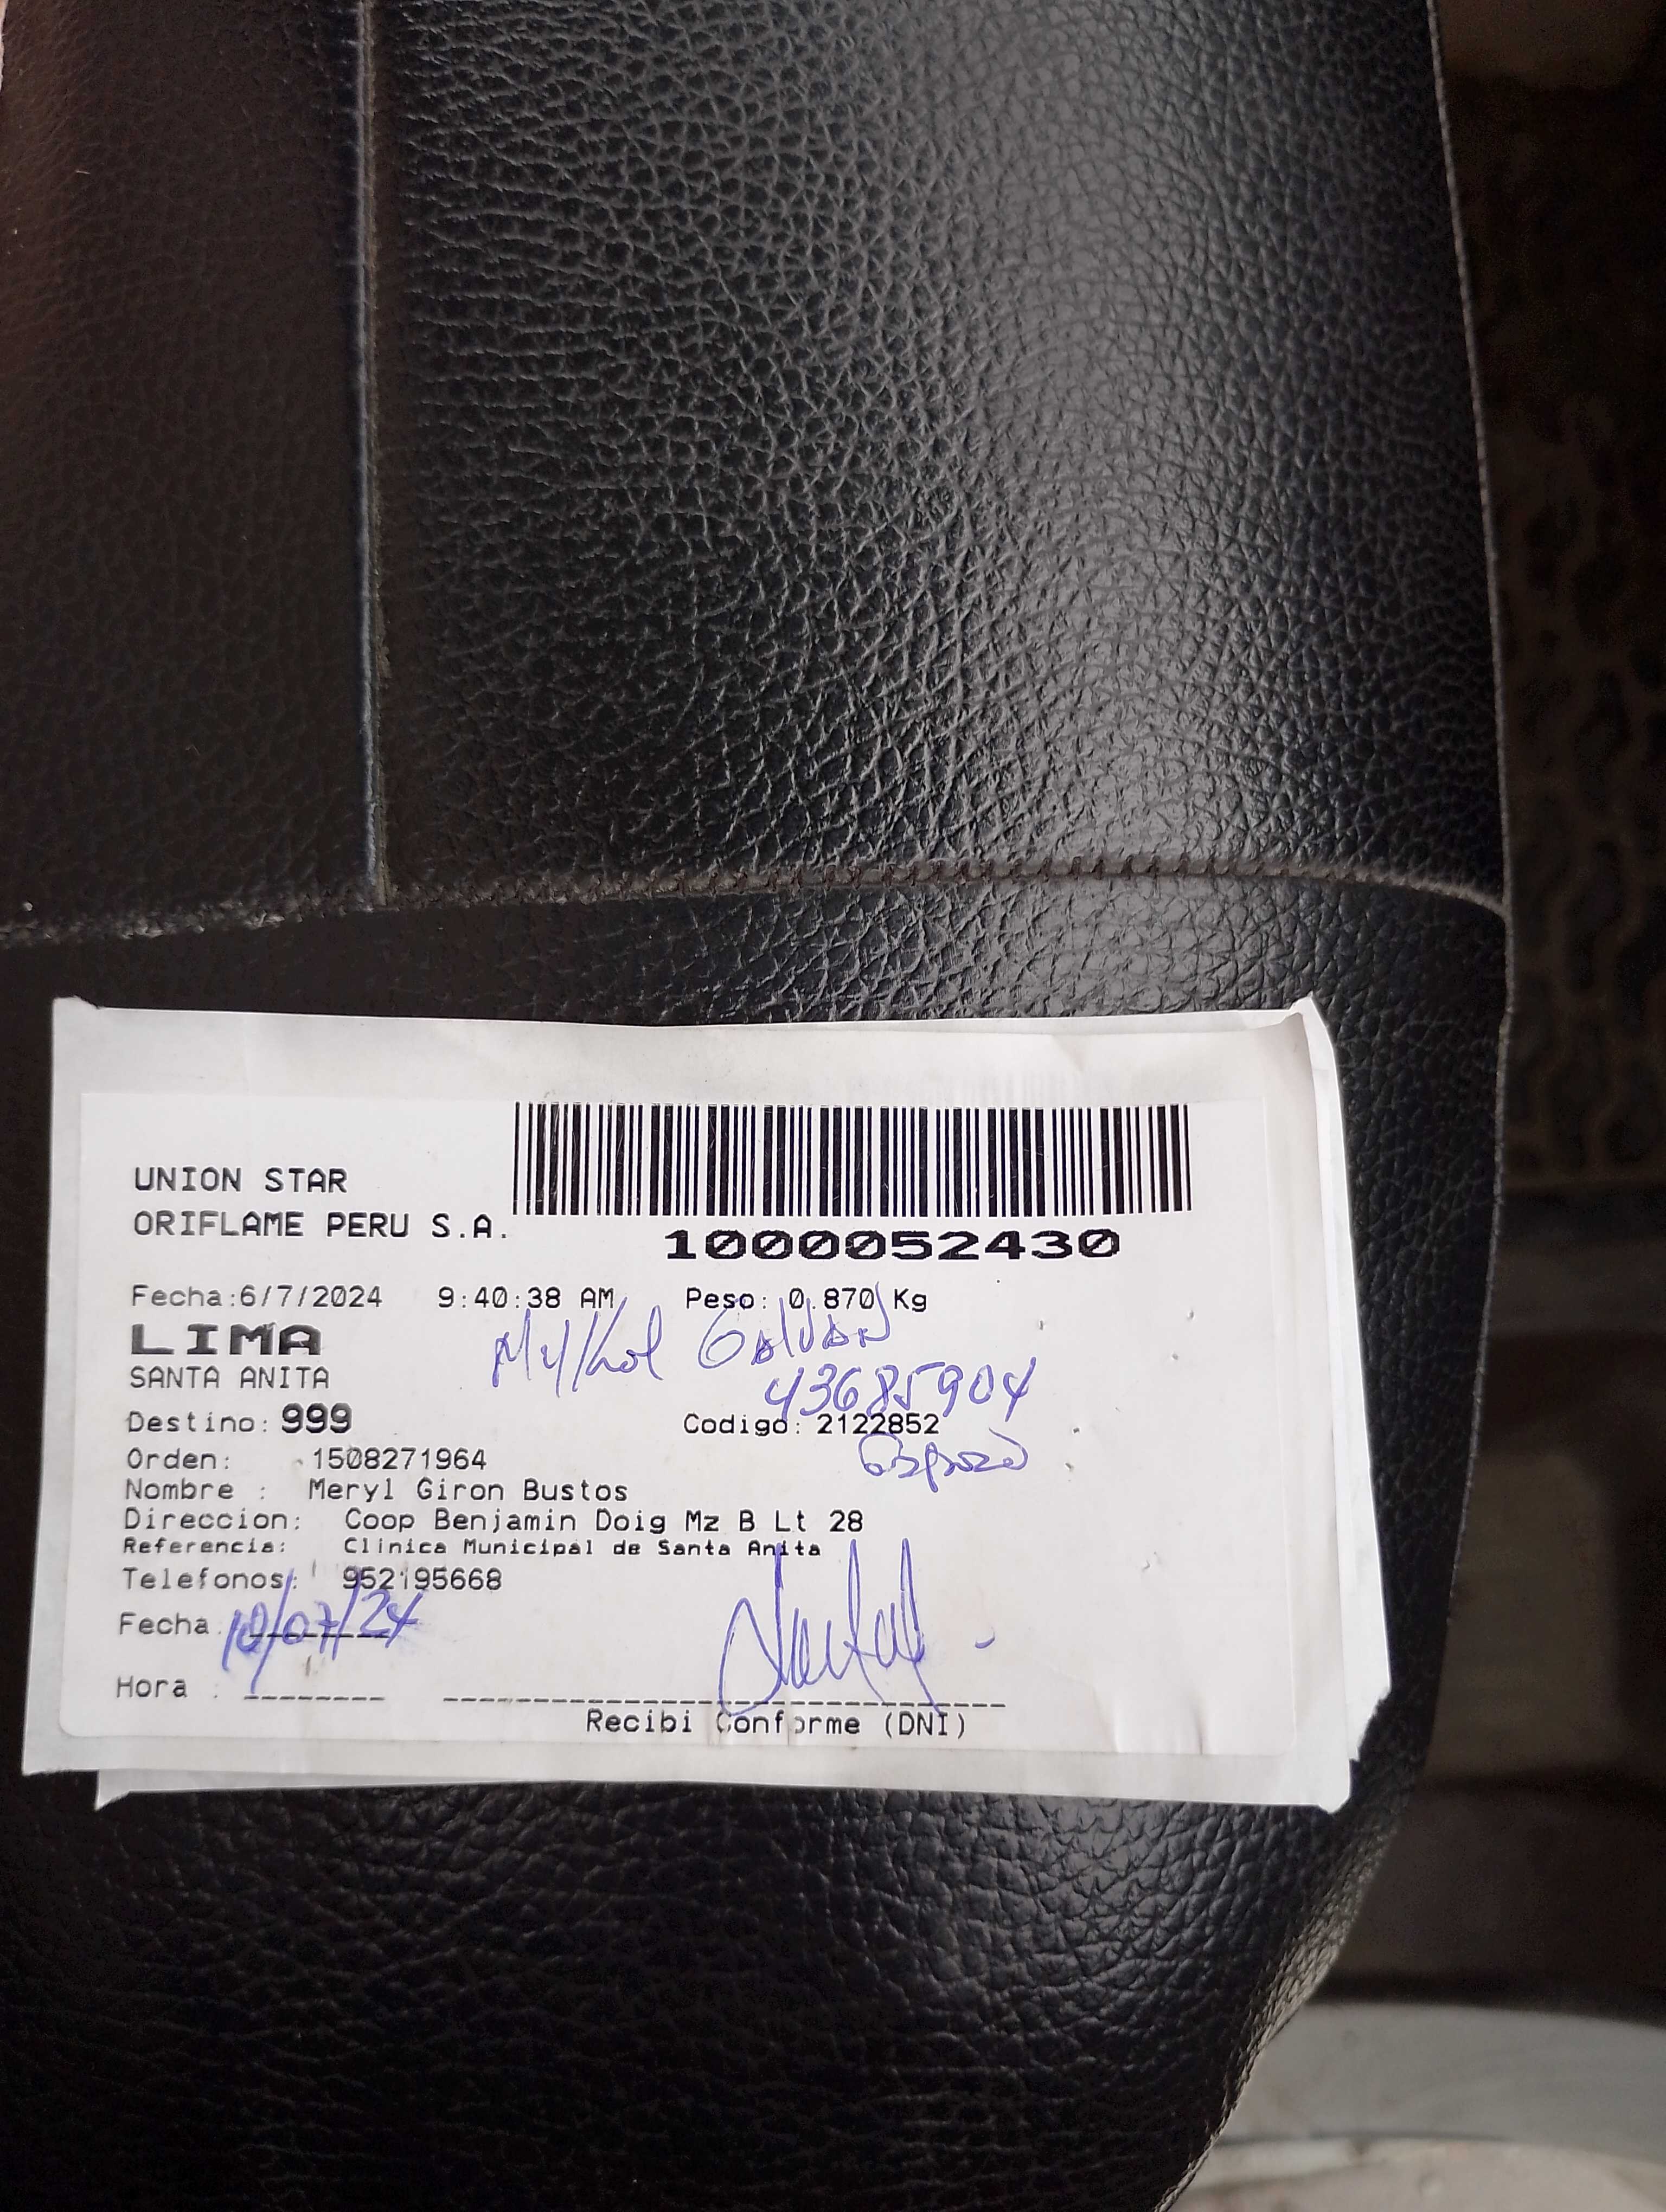 UNION STAR
ORIFLAME PERU S.A.
1000052430
Fecha:6/7/2024 9:40:38 AM Peso: 0.870 Kg
LIMA
Galvan
SANTA ANITA
43685904
Destino: 999 Codigo: 2122852
Orden: 1508271964
Esposo
Nombre : Meryl Giron Bustos
Direccion: Coop Benjamin Doig Mz B Lt 28
Referencia: Clinica Municipal de Santa Anita
Telefonos: 952195668
Fecha 10/07/24
Hora :
Recibi Conforme (DNI)